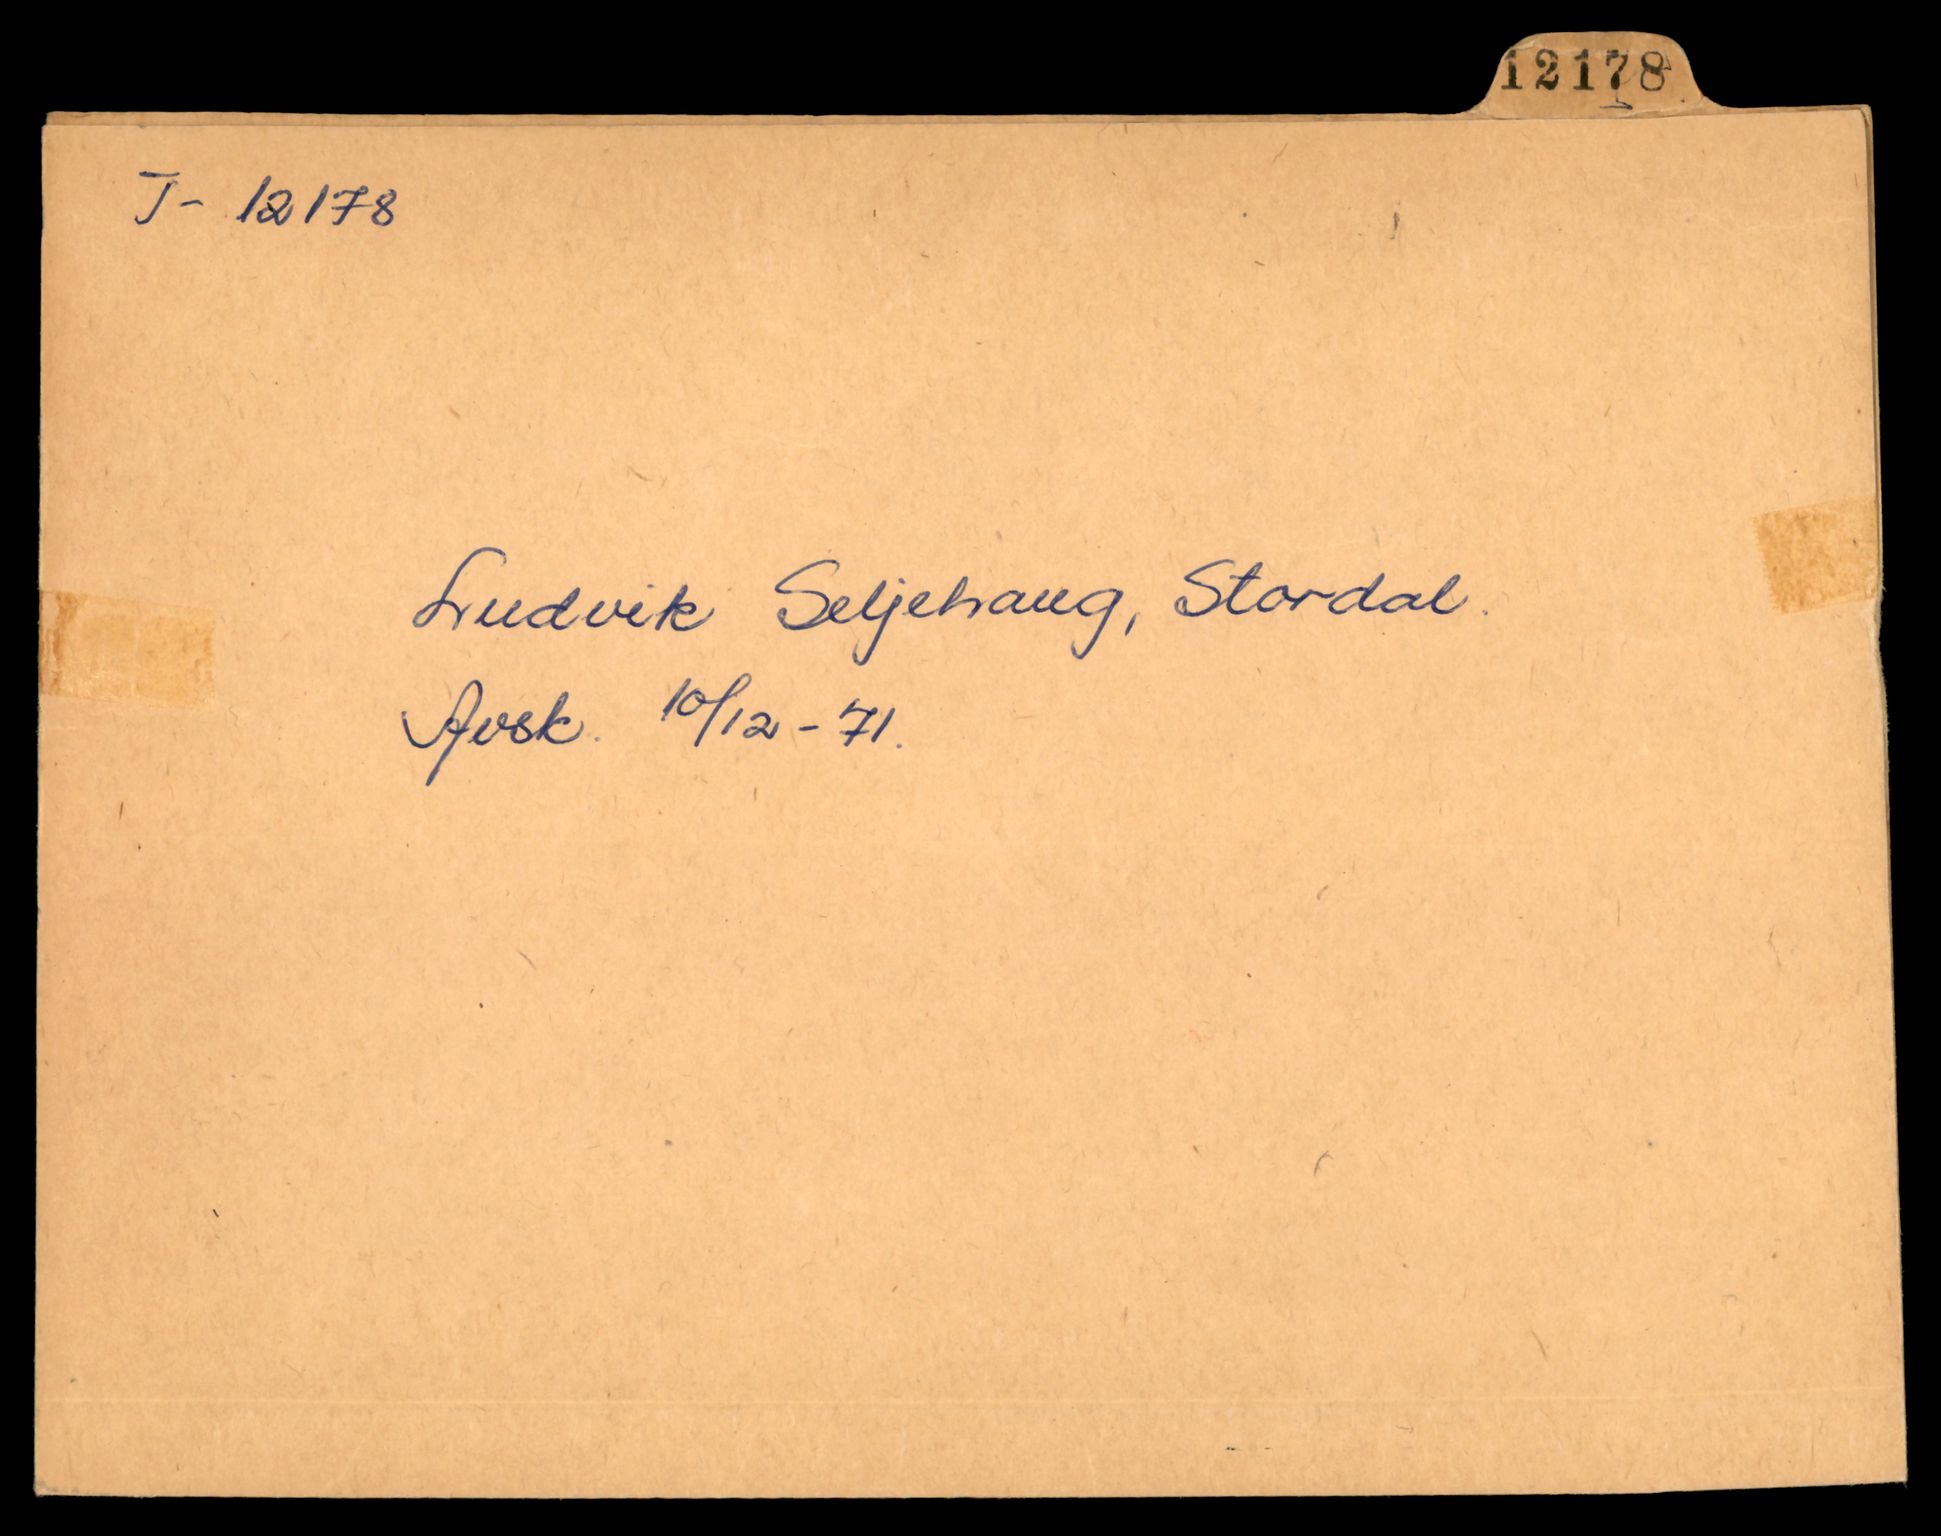 12178
T- 12178
Ludvik Seljehaug, Stordal.
Avsk. 10/12-71.